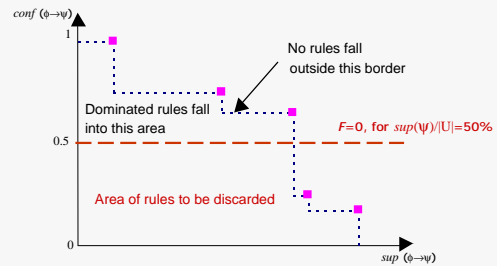 conf (ϕ→ψ)
1
No rules fall
outside this border
Dominated rules fall
into this area
F=0, for sup(ψ)/|U|=50%
0.5
Area of rules to be discarded
0
sup (ϕ→ψ)